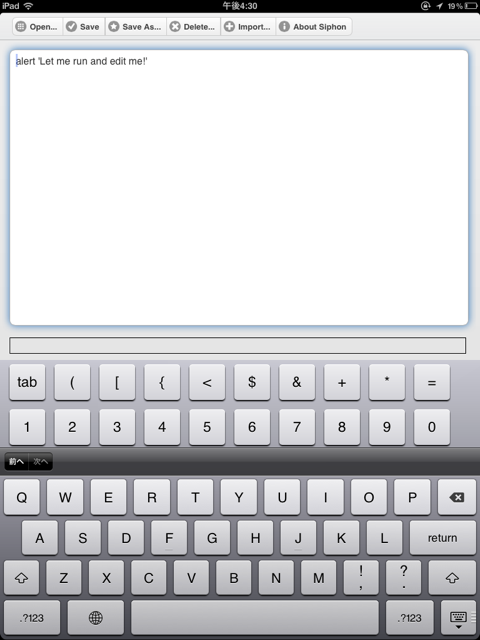 iPad 午後4:30 19%
Open... Save Save As... Delete... Import... About Siphon
alert 'Let me run and edit me!'
tab ( [ { < $ & + * =
1 2 3 4 5 6 7 8 9 0
前へ 次へ
Q W E R T Y U I O P
A S D F G H J K L return
Z X C V B N M ! , ? .
.?123 .?123